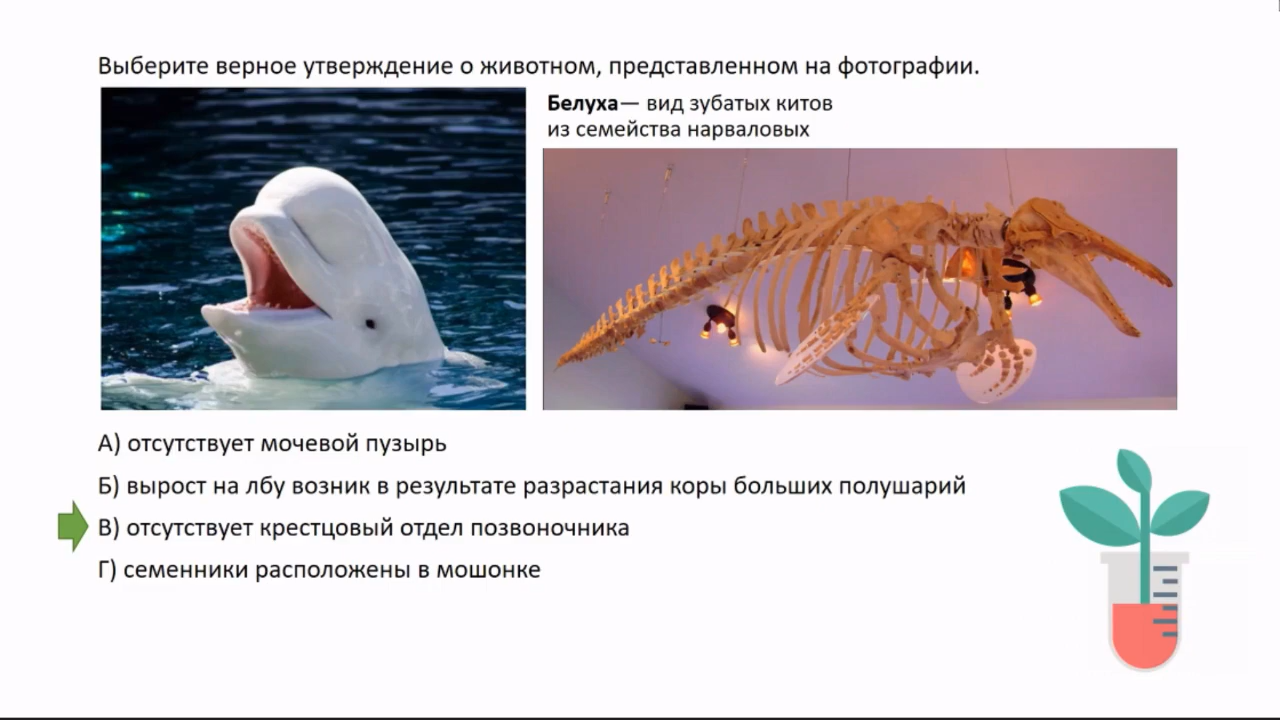 Выберите верное утверждение о животном, представленном на фотографии.
Белуха— вид зубатых китов
из семейства нарваловых
А) отсутствует мочевой пузырь
Б) вырост на лбу возник в результате разрастания коры больших полушарий
В) отсутствует крестцовый отдел позвоночника
Г) семенники расположены в мошонке